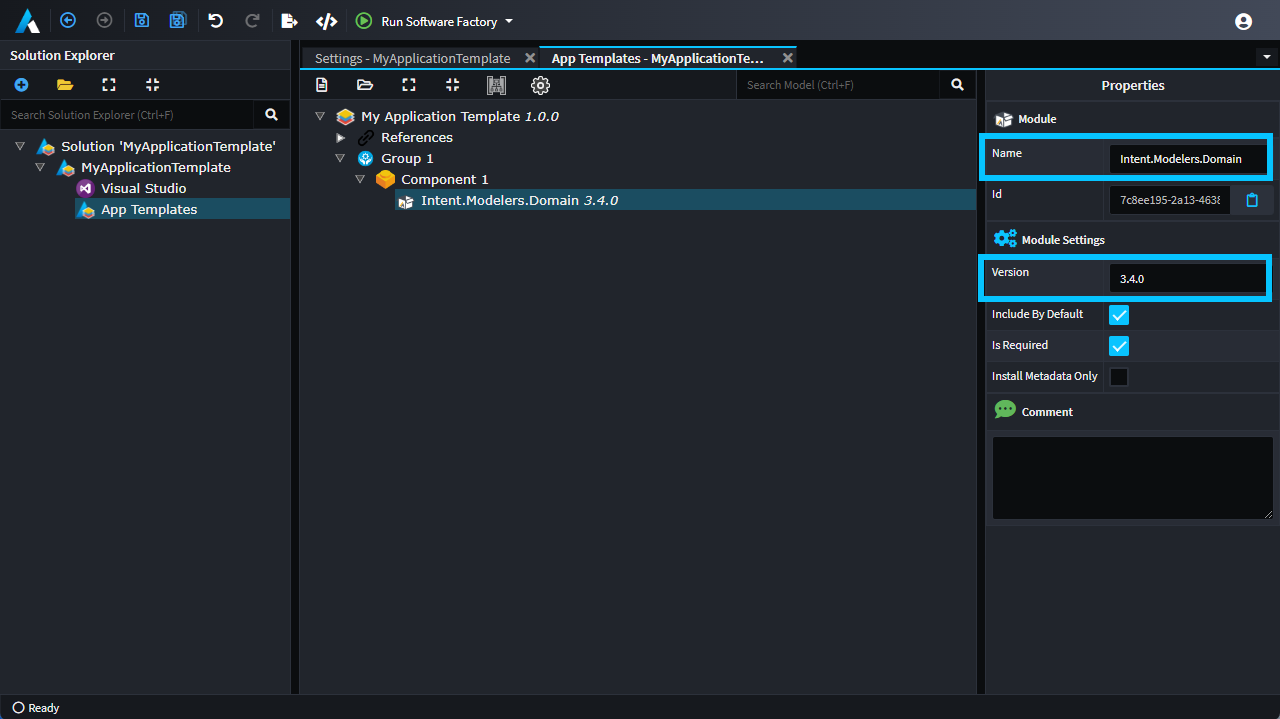 Run Software Factory
Solution Explorer
Search Solution Explorer (Ctrl+F)
Solution 'MyApplicationTemplate'
MyApplicationTemplate
Visual Studio
App Templates
Settings - MyApplicationTemplate
App Templates - MyApplicationTe...
Search Model (Ctrl+F)
My Application Template 1.0.0
References
Group 1
Component 1
Intent.Modelers.Domain 3.4.0
Properties
Module
Name Intent.Modelers.Domain
Id 7c8ee195-2a13-4638
Module Settings
Version 3.4.0
Include By Default
Is Required
Install Metadata Only
Comment
Ready